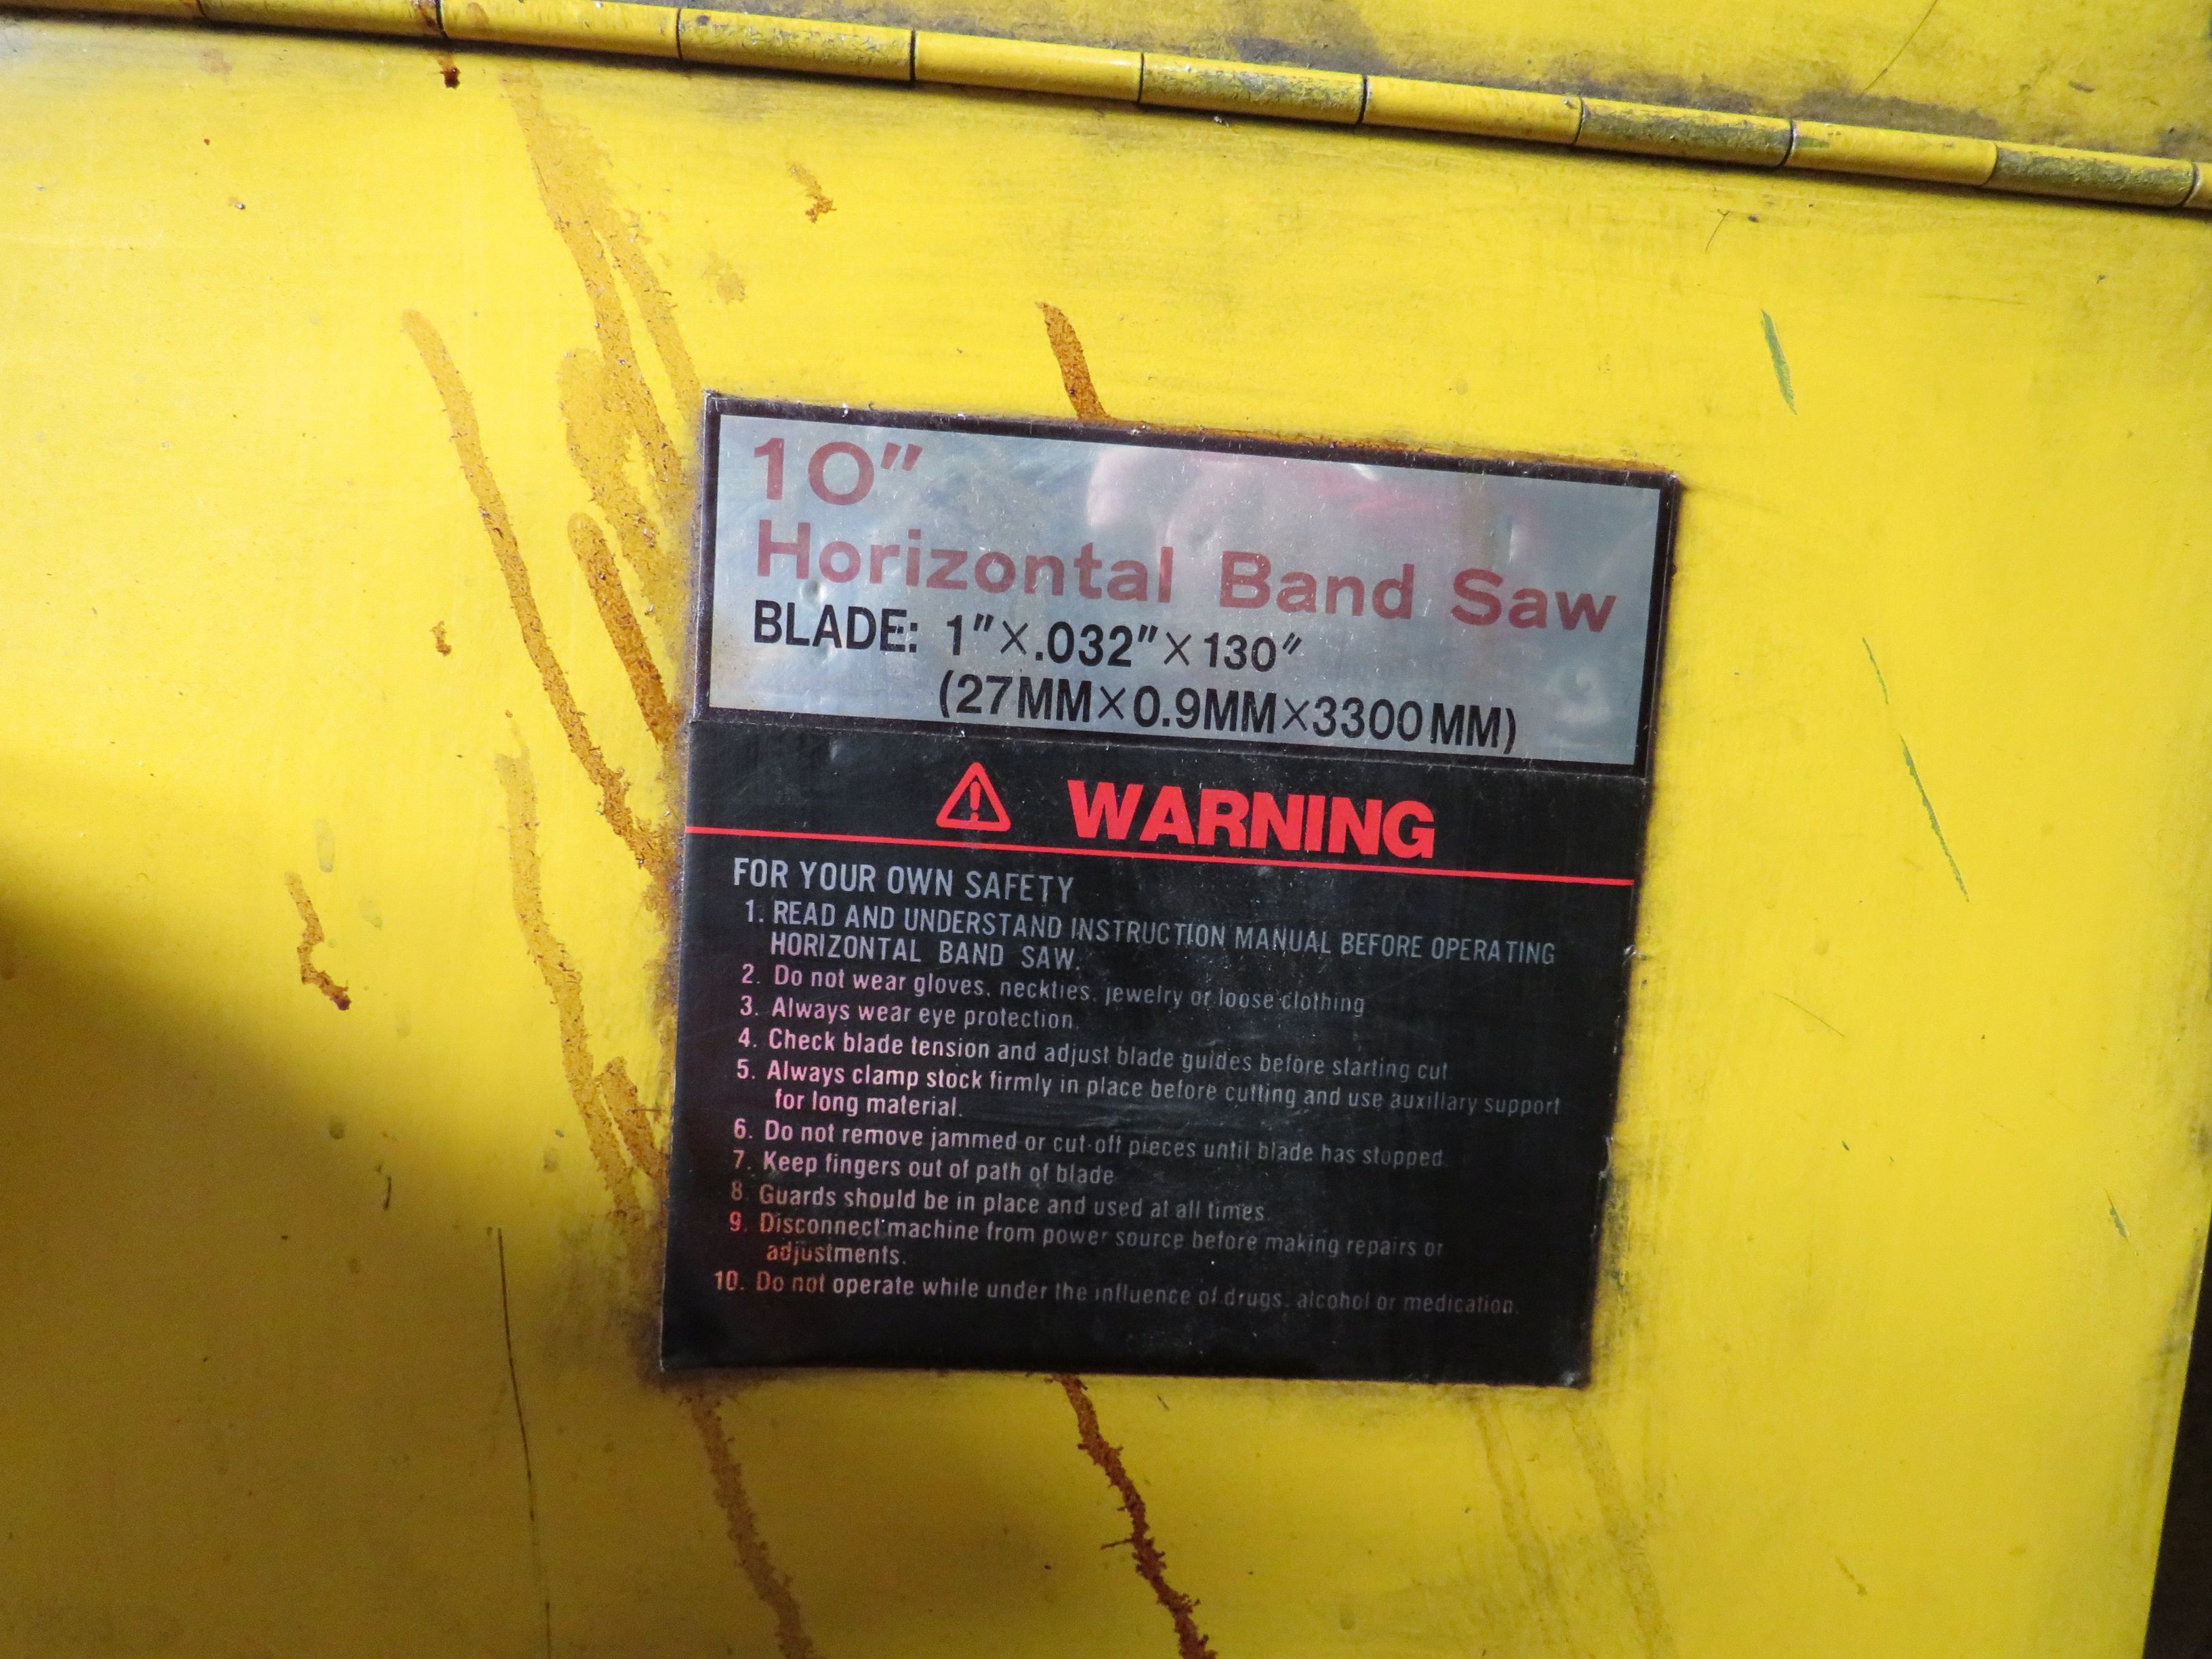 10"
Horizontal Band Saw
BLADE: 1"×.032"×130"
(27MM×0.9MM×3300MM)
WARNING
FOR YOUR OWN SAFETY
1. READ AND UNDERSTAND INSTRUCTION MANUAL BEFORE OPERATING
HORIZONTAL BAND SAW.
2. Do not wear gloves, neckties, jewelry or loose clothing
3. Always wear eye protection.
4. Check blade tension and adjust blade guides before starting cut.
5. Always clamp stock firmly in place before cutting and use auxillary support
for long material.
6. Do not remove jammed or cut-off pieces until blade has stopped.
7. Keep fingers out of path of blade
8. Guards should be in place and used at all times.
9. Disconnect machine from power source before making repairs or
adjustments.
10. Do not operate while under the influence of drugs, alcohol or medication.